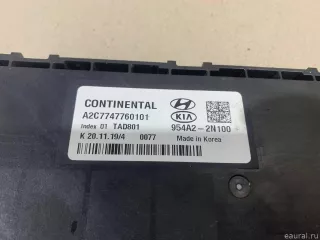 CONTINENTAL
A2C7747760101 KIA
Index 01 TAD801 954A2-2N100
K 20.11.19/4 0077 Made in Korea
© eaural.ru